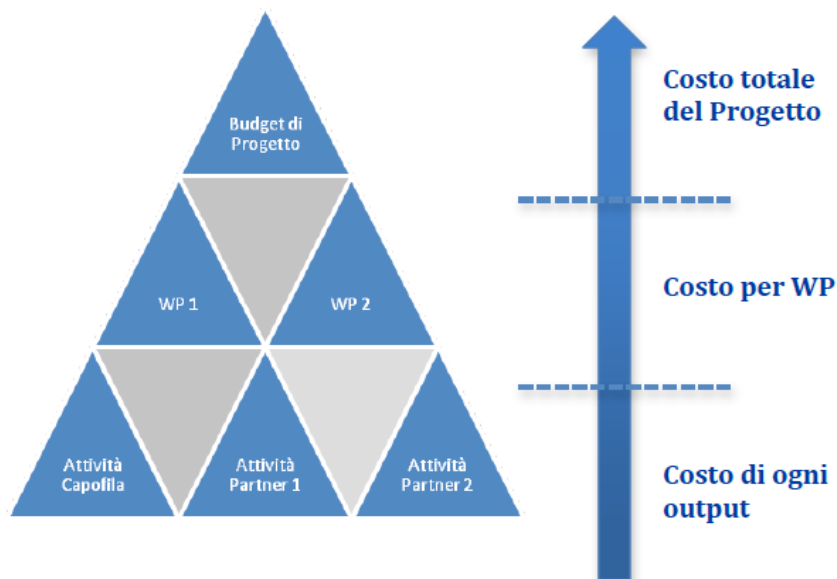 Budget di
Progetto
WP 1
WP 2
Attività
Capofila
Attività
Partner 1
Attività
Partner 2
Costo totale
del Progetto
Costo per WP
Costo di ogni
output